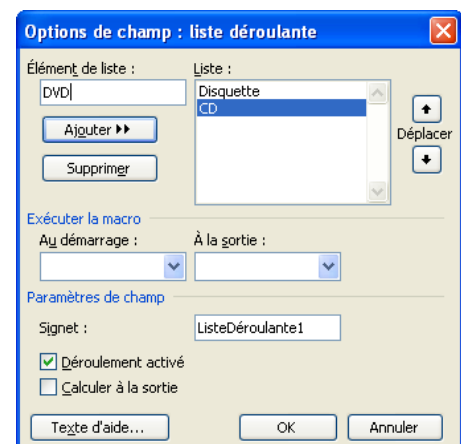 Options de champ : liste déroulante
Élément de liste :
Liste :
DVD
Disquette
CD
Ajouter
Déplacer
Supprimer
Exécuter la macro
Au démarrage :
À la sortie :
Paramètres de champ
Signet :
ListeDéroulante1
Déroulement activé
Calculer à la sortie
Texte d'aide...
OK
Annuler